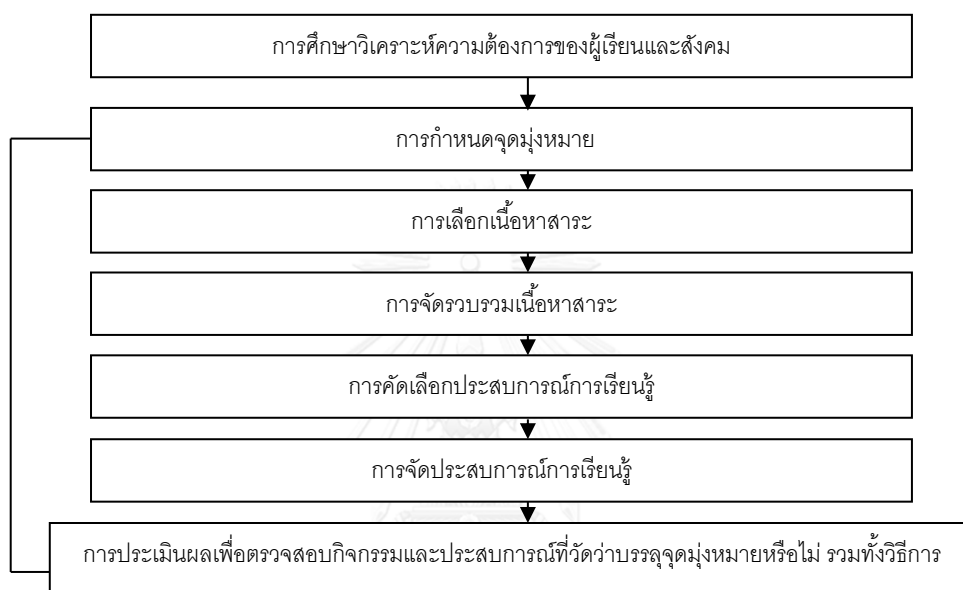 การศึกษาวิเคราะห์ความต้องการของผู้เรียนและสังคม
การกำหนดจุดมุ่งหมาย
การเลือกเนื้อหาสาระ
การจัดรวบรวมเนื้อหาสาระ
การคัดเลือกประสบการณ์การเรียนรู้
การจัดประสบการณ์การเรียนรู้
การประเมินผลเพื่อตรวจสอบกิจกรรมและประสบการณ์ที่วัดว่าบรรลุจุดมุ่งหมายหรือไม่ รวมทั้งวิธีการ